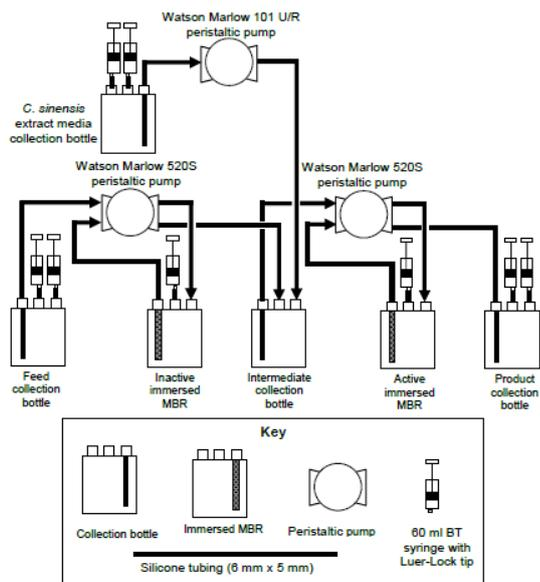 Watson Marlow 101 U/R
peristaltic pump
C. sinensis
extract media
collection bottle
Watson Marlow 520S
peristaltic pump
Watson Marlow 520S
peristaltic pump
Feed
collection
bottle
Inactive
immersed
MBR
Intermediate
collection
bottle
Active
immersed
MBR
Product
collection
bottle
Key
Collection bottle
Immersed MBR
Peristaltic pump
60 ml BT
syringe with
Luer-Lock tip
Silicone tubing (6 mm x 5 mm)